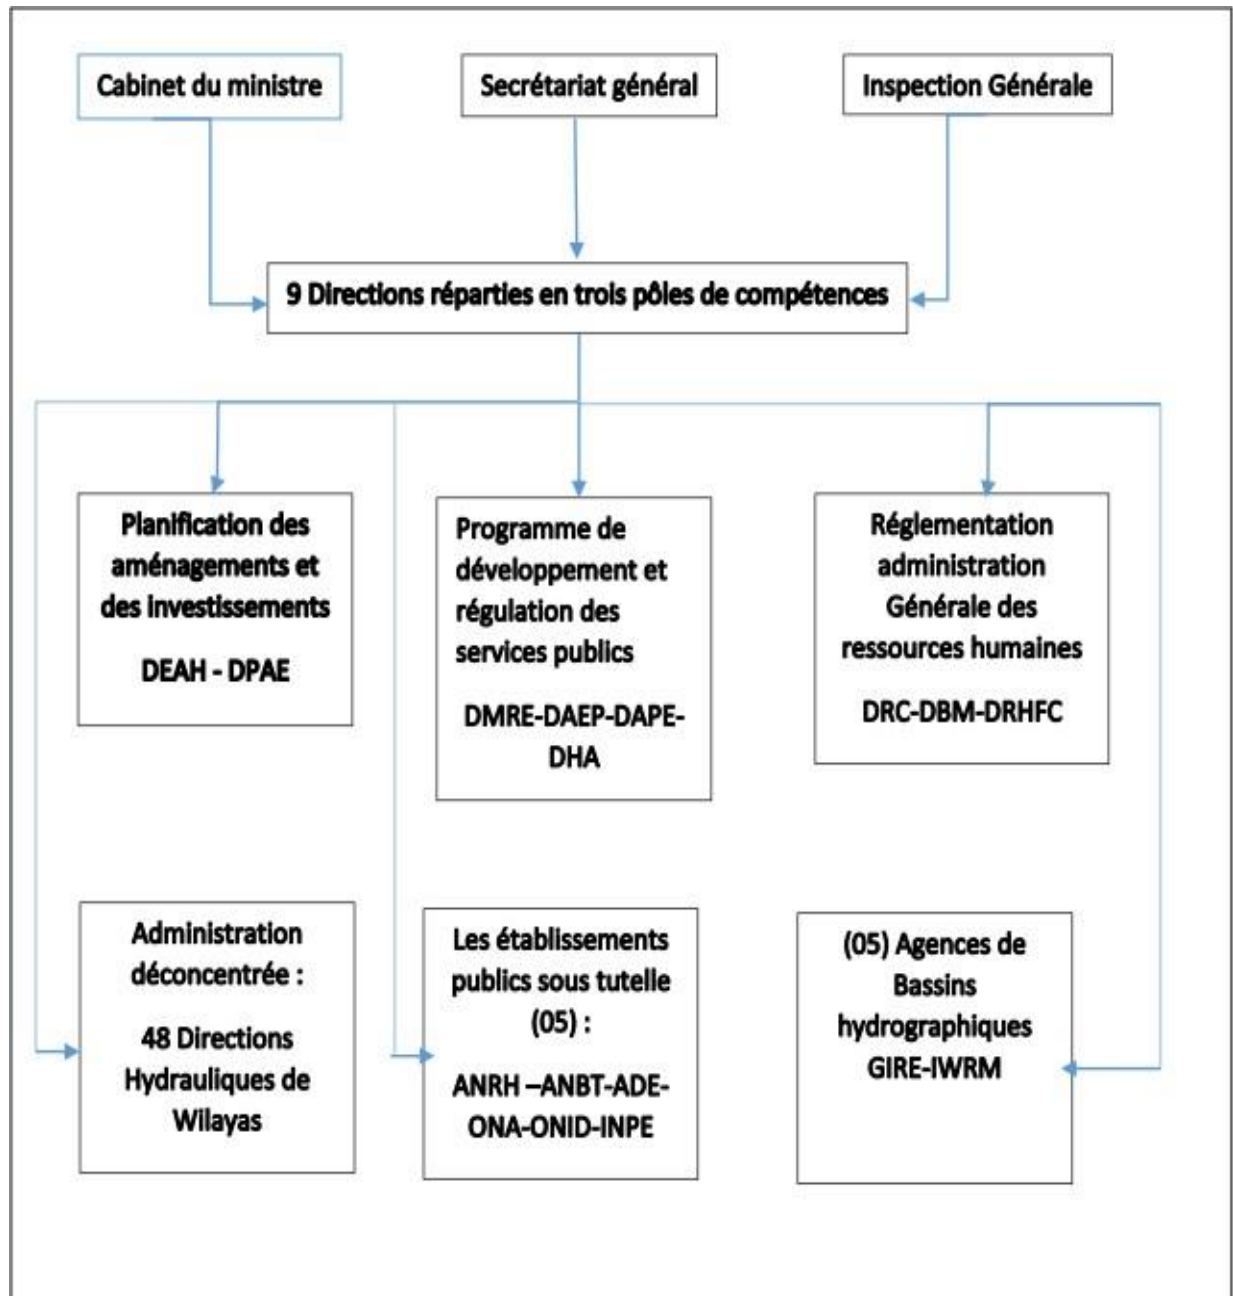 Cabinet du ministre
Secrétariat général
Inspection Générale
9 Directions réparties en trois pôles de compétences
Planification des
aménagements et
des investissements
DEAH - DPAE
Programme de
développement et
régulation des
services publics
DMRE-DAEP-DAPE-
DHA
Réglementation
administration
Générale des
ressources humaines
DRC-DBM-DRHFC
Administration
déconcentrée :
48 Directions
Hydrauliques de
Wilayas
Les établissements
publics sous tutelle
(05) :
ANRH –ANBT-ADE-
ONA-ONID-INPE
(05) Agences de
Bassins
hydrographiques
GIRE-IWRM